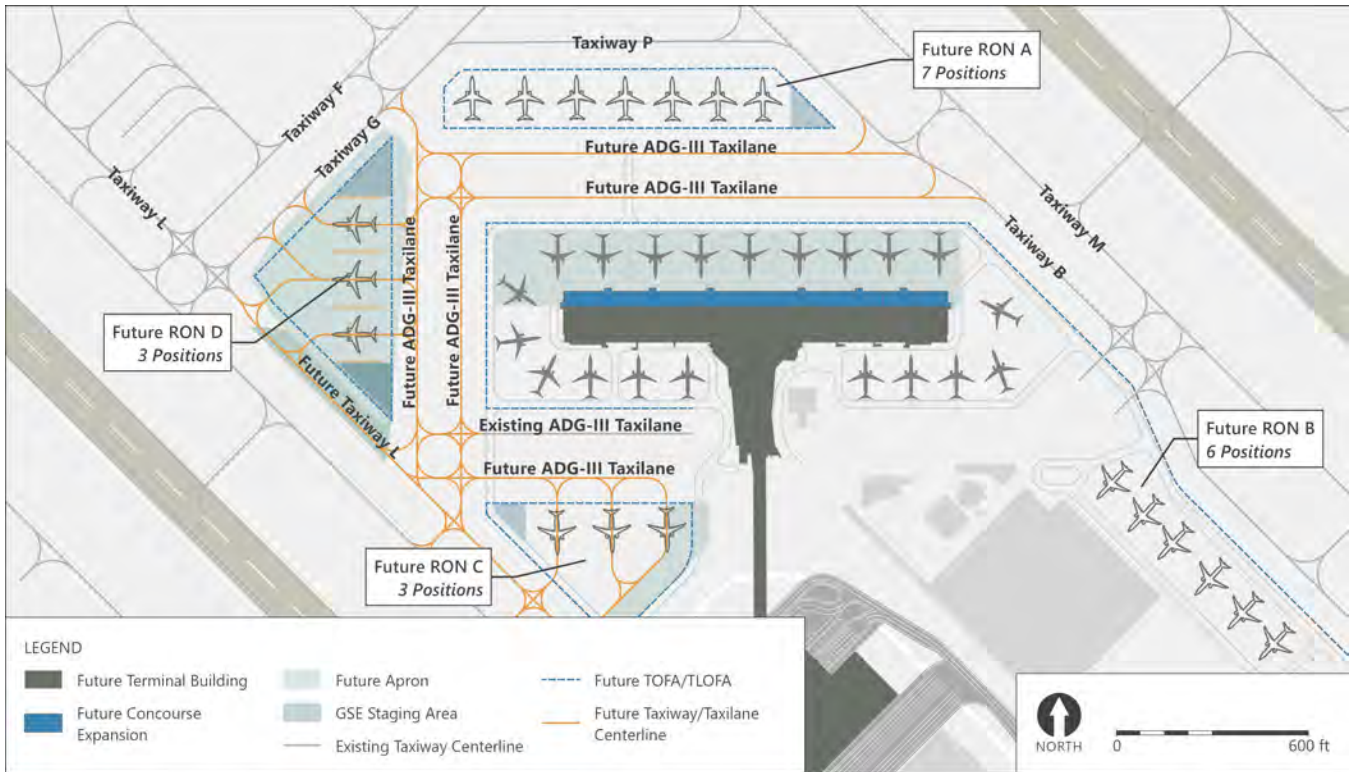 Taxiway P
Future RON A
7 Positions
Taxiway F
Taxiway G
Taxiway L
Future ADG-III Taxilane
Future ADG-III Taxilane
Taxiway M
Taxiway B
Future ADG-III Taxilane
Future ADG-III Taxilane
Future RON D
3 Positions
Future Taxiway L
Existing ADG-III Taxilane
Future ADG-III Taxilane
Future RON B
6 Positions
Future RON C
3 Positions
LEGEND
Future Terminal Building
Future Concourse
Expansion
Future Apron
GSE Staging Area
Existing Taxiway Centerline
Future TOFA/TLOFA
Future Taxiway/Taxilane
Centerline
NORTH
0
600 ft